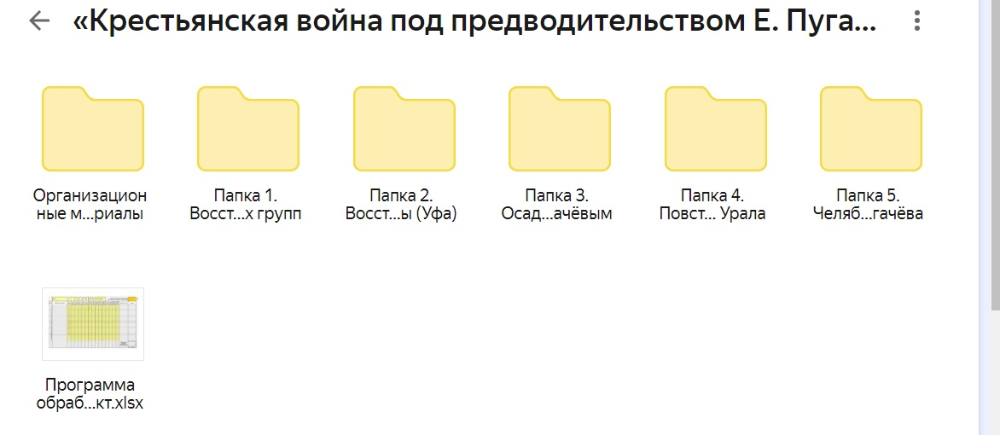 «Крестьянская война под предводительством Е. Пуга...
Организацион
ные м...риалы
Папка 1.
Восст...х групп
Папка 2.
Восст...ы (Уфа)
Папка 3.
Осад...ачёвым
Папка 4.
Повст... Урала
Папка 5.
Челяб...гачёва
Программа
обраб...кт.xlsx